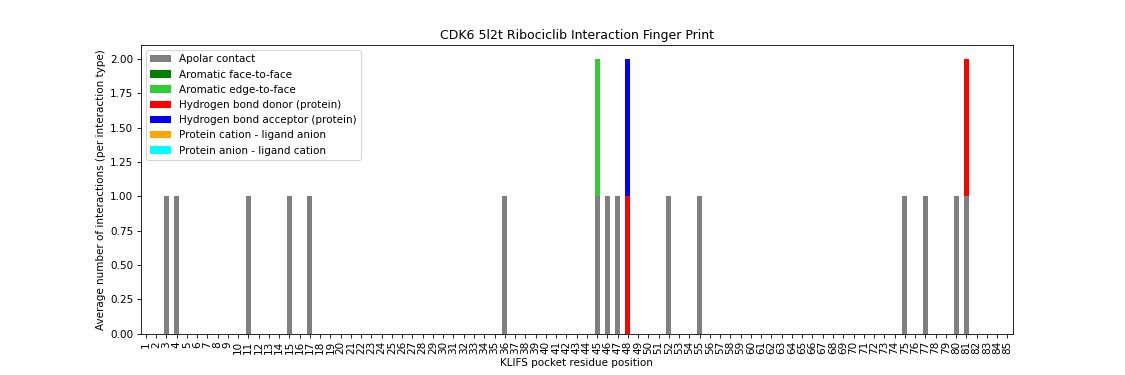 CDK6 5l2t Ribociclib Interaction Finger Print
Average number of interactions (per interaction type)
2.00
1.75
1.50
1.25
1.00
0.75
0.50
0.25
0.00
Apolar contact
Aromatic face-to-face
Aromatic edge-to-face
Hydrogen bond donor (protein)
Hydrogen bond acceptor (protein)
Protein cation - ligand anion
Protein anion - ligand cation
1 2 3 4 5 6 7 8 9 10 11 12 13 14 15 16 17 18 19 20 21 22 23 24 25 26 27 28 29 30 31 32 33 34 35 36 37 38 39 40 41 42 43 44 45 46 47 48 49 50 51 52 53 54 55 56 57 58 59 60 61 62 63 64 65 66 67 68 69 70 71 72 73 74 75 76 77 78 79 80 81 82 83 84 85
KLIFS pocket residue position